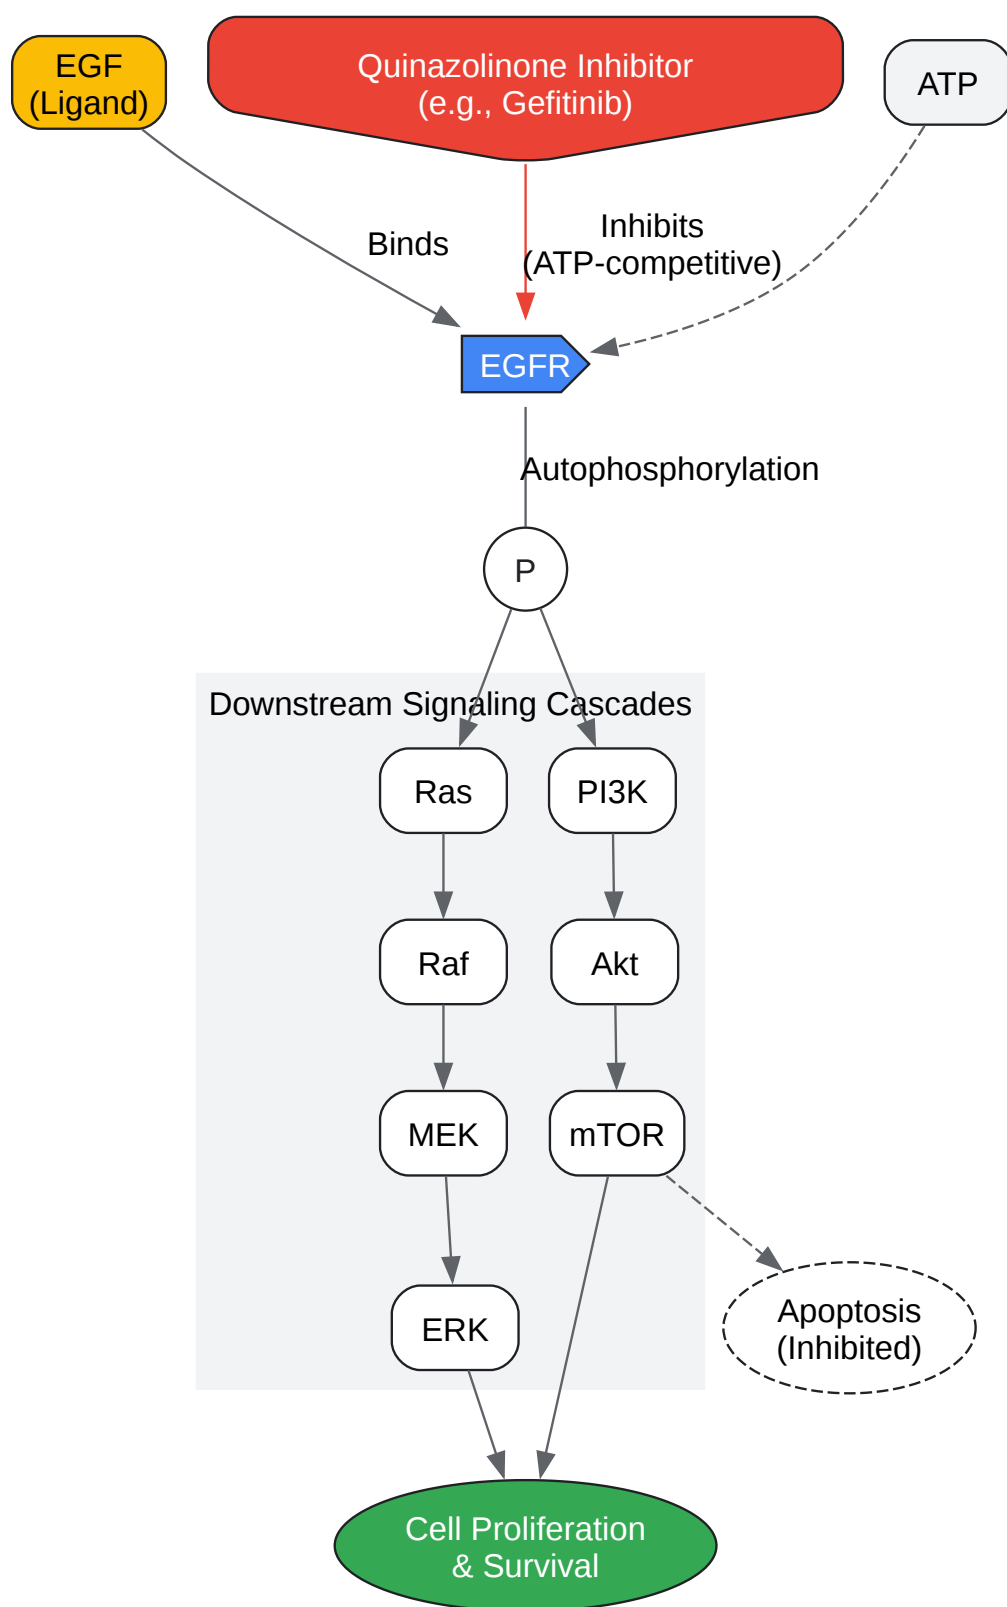 EGF
(Ligand)
Quinazolinone Inhibitor
(e.g., Gefitinib)
ATP
Binds
Inhibits
(ATP-competitive)
EGFR
Autophosphorylation
P
Downstream Signaling Cascades
Ras
PI3K
Raf
Akt
MEK
mTOR
ERK
Apoptosis
(Inhibited)
Cell Proliferation
& Survival